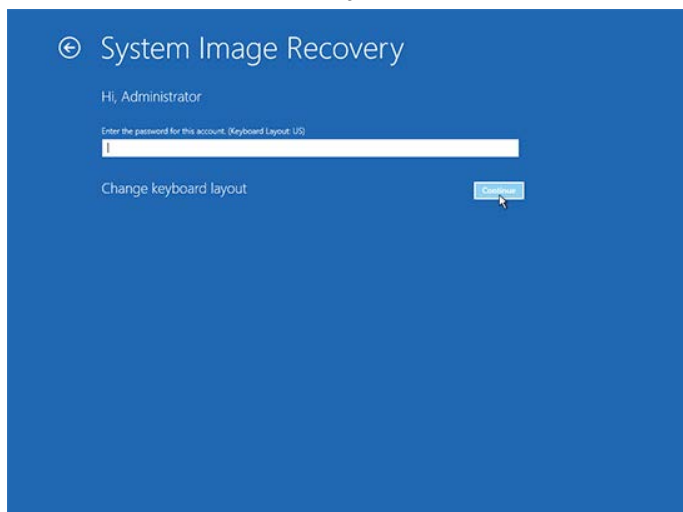 System Image Recovery
Hi, Administrator
Enter the password for this account. (Keyboard Layout: US)
Change keyboard layout
Continue